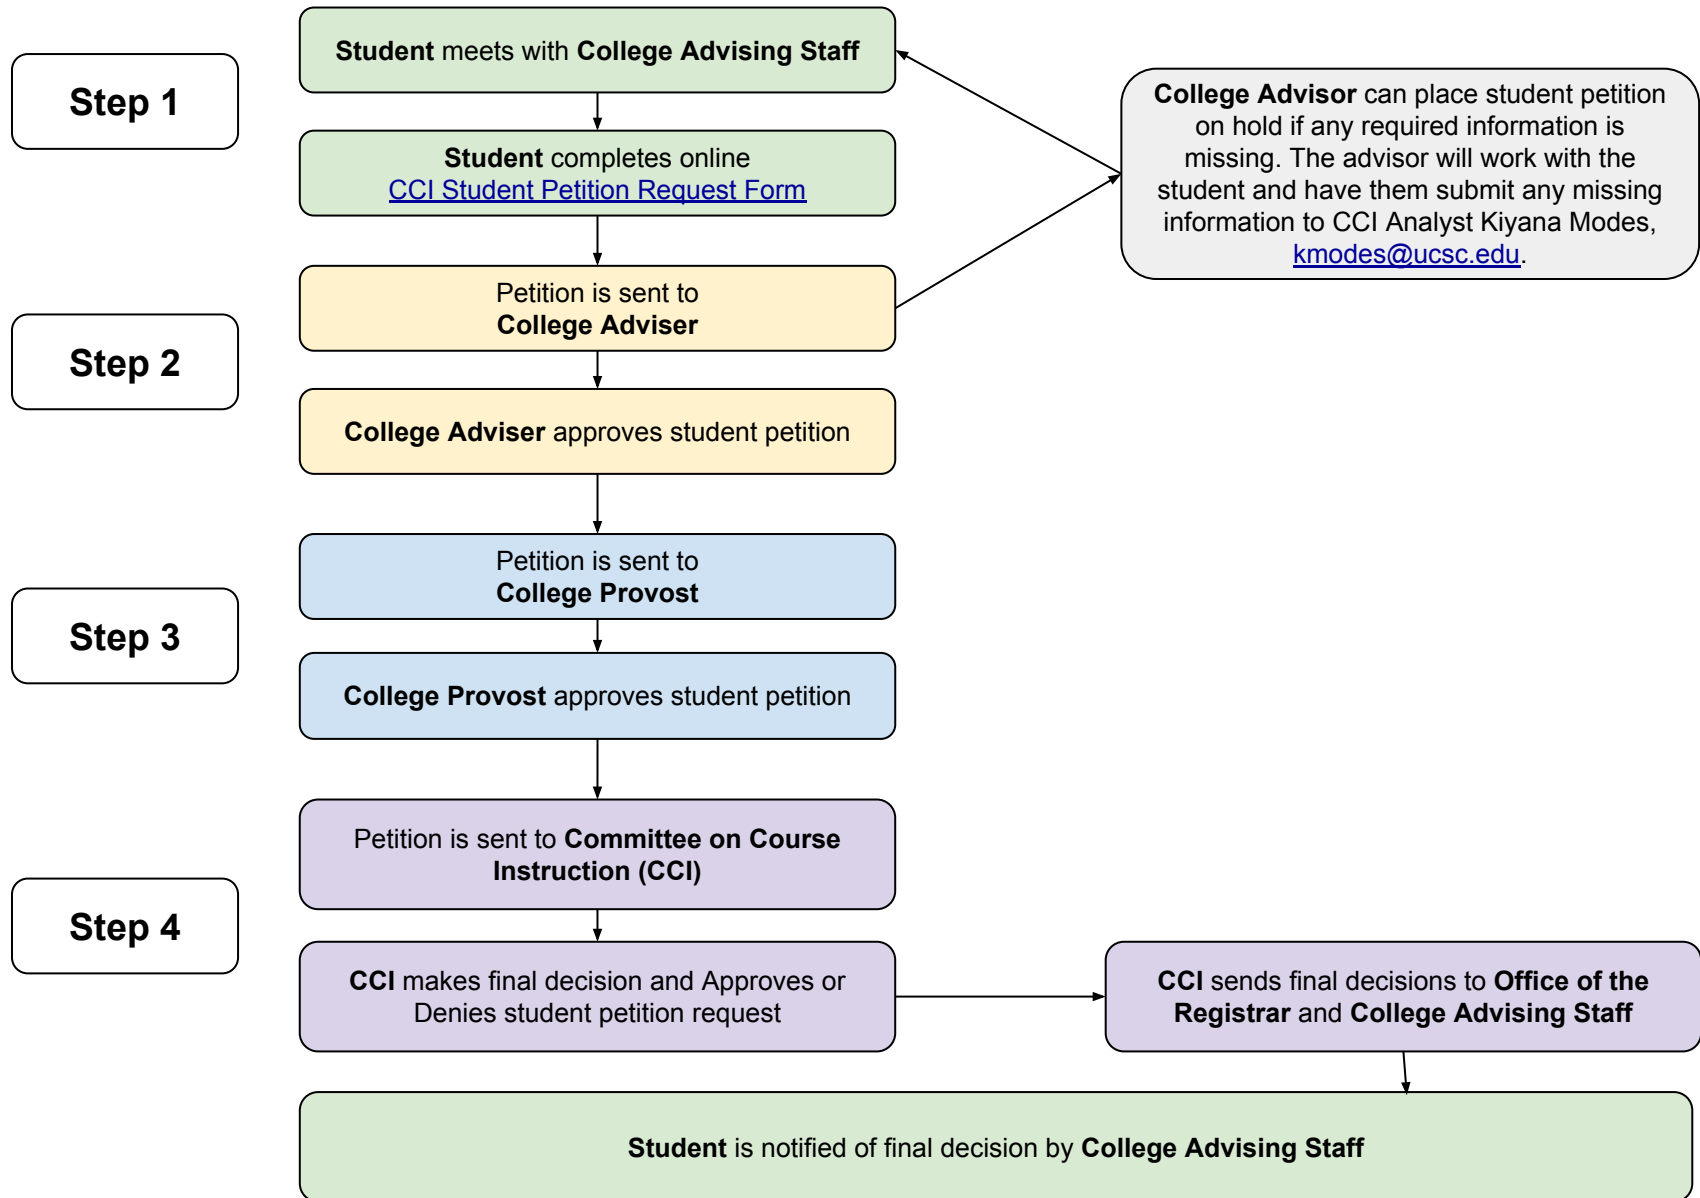 Step 1
Student meets with College Advising Staff
Student completes online
CCI Student Petition Request Form
College Advisor can place student petition
on hold if any required information is
missing. The advisor will work with the
student and have them submit any missing
information to CCI Analyst Kiyana Modes,
kmodes@ucsc.edu.
Step 2
Petition is sent to
College Adviser
College Adviser approves student petition
Step 3
Petition is sent to
College Provost
College Provost approves student petition
Step 4
Petition is sent to Committee on Course
Instruction (CCI)
CCI makes final decision and Approves or
Denies student petition request
CCI sends final decisions to Office of the
Registrar and College Advising Staff
Student is notified of final decision by College Advising Staff